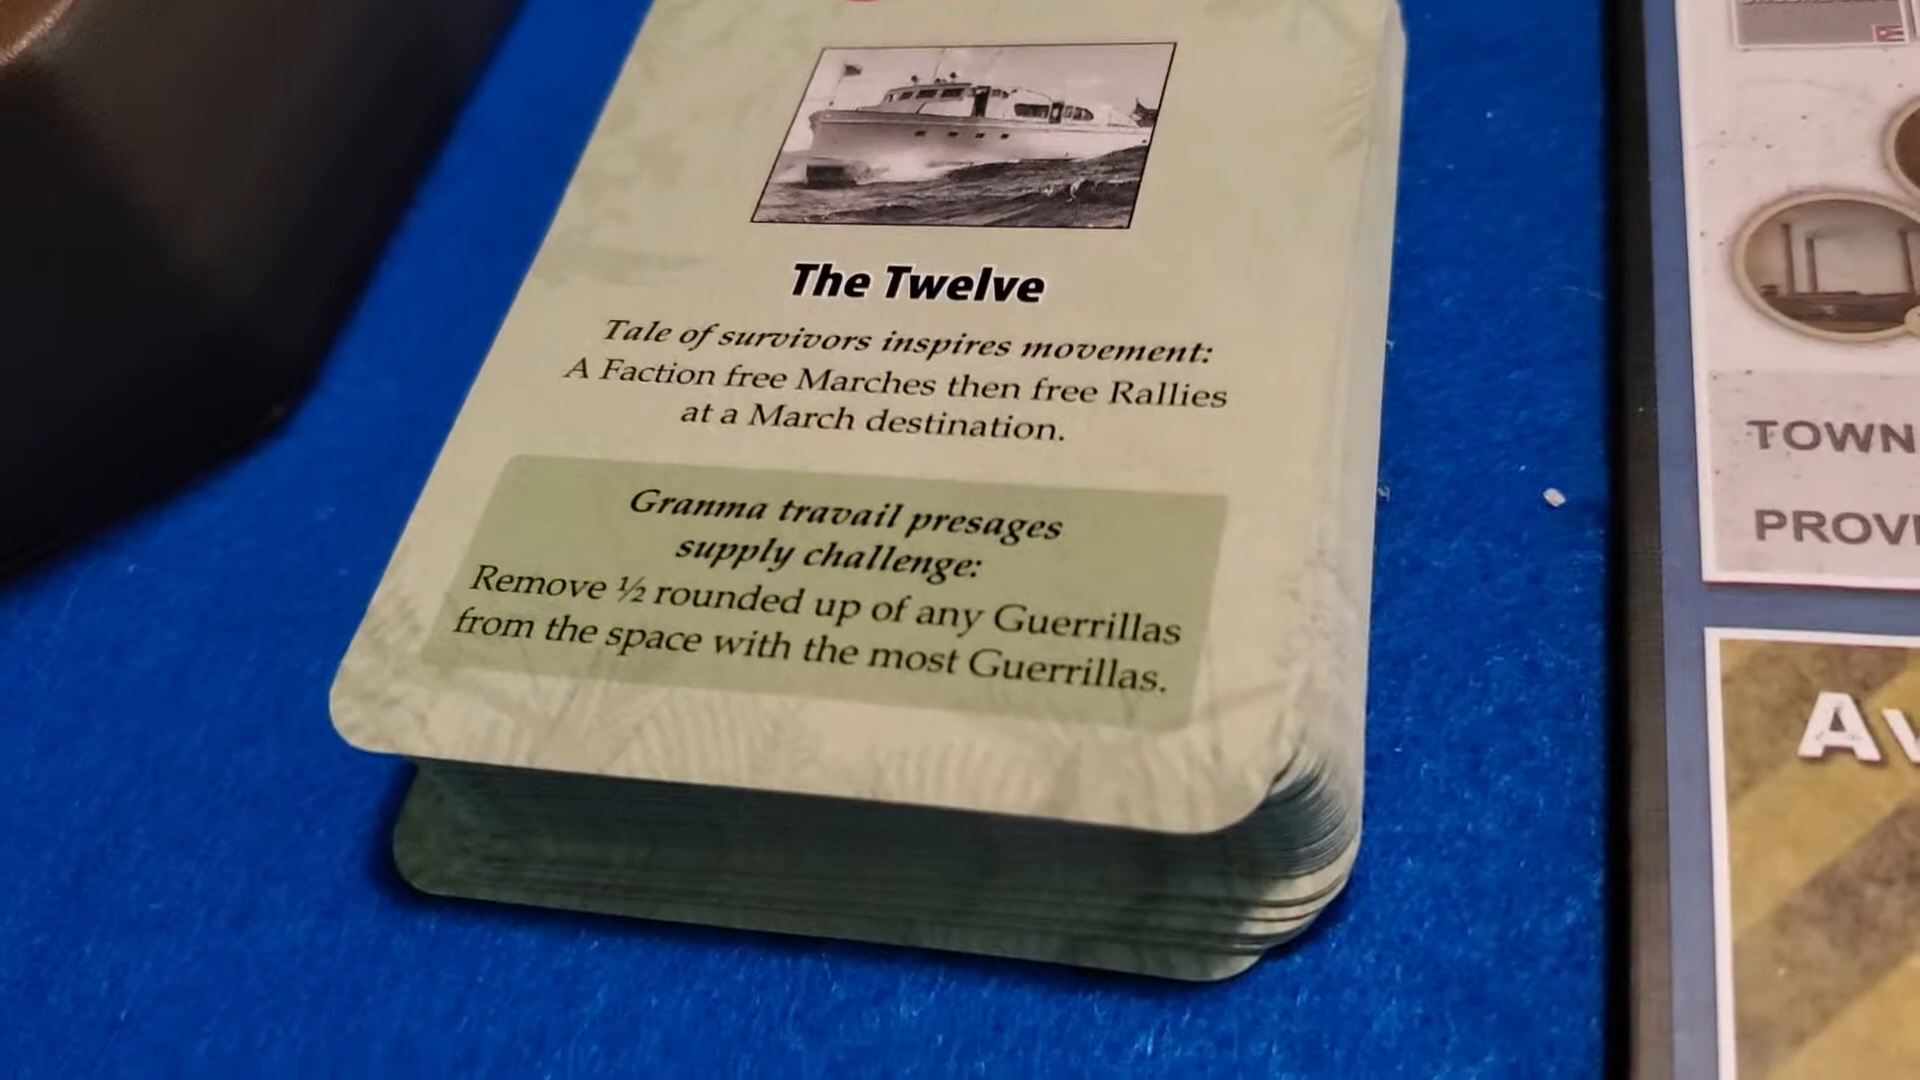 The Twelve
Tale of survivors inspires movement:
A Faction free Marches then free Rallies
at a March destination.
Granma travail presages
supply challenge:
Remove ½ rounded up of any Guerrillas
from the space with the most Guerrillas.
TOWN
PROVI
AV